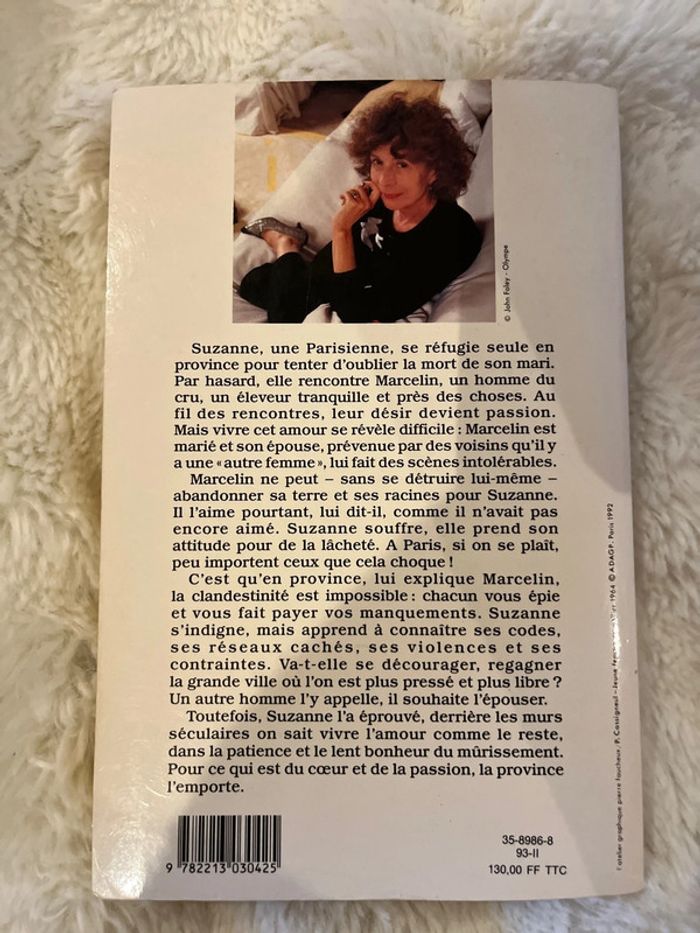 © John Foley - Olympe
Suzanne, une Parisienne, se réfugie seule en
province pour tenter d'oublier la mort de son mari.
Par hasard, elle rencontre Marcelin, un homme du
cru, un éleveur tranquille et près des choses. Au
fil des rencontres, leur désir devient passion.
Mais vivre cet amour se révèle difficile : Marcelin est
marié et son épouse, prévenue par des voisins qu'il y
a une « autre femme », lui fait des scènes intolérables.
Marcelin ne peut – sans se détruire lui-même –
abandonner sa terre et ses racines pour Suzanne.
Il l'aime pourtant, lui dit-il, comme il n'avait pas
encore aimé. Suzanne souffre, elle prend son
attitude pour de la lâcheté. A Paris, si on se plaît,
peu importent ceux que cela choque !
C'est qu'en province, lui explique Marcelin,
la clandestinité est impossible : chacun vous épie
et vous fait payer vos manquements. Suzanne
s'indigne, mais apprend à connaître ses codes,
ses réseaux cachés, ses violences et ses
contraintes. Va-t-elle se décourager, regagner
la grande ville où l'on est plus pressé et plus libre ?
Un autre homme l'y appelle, il souhaite l'épouser.
Toutefois, Suzanne l'a éprouvé, derrière les murs
séculaires on sait vivre l'amour comme le reste,
dans la patience et le lent bonheur du mûrissement.
Pour ce qui est du cœur et de la passion, la province
l'emporte.
9 782213 030425
35-8986-8
93-II
130,00 FF TTC
l'atelier graphique pierre faucheux / P. Cassigneul - Jeune 1964 © ADAGP, Paris 1992